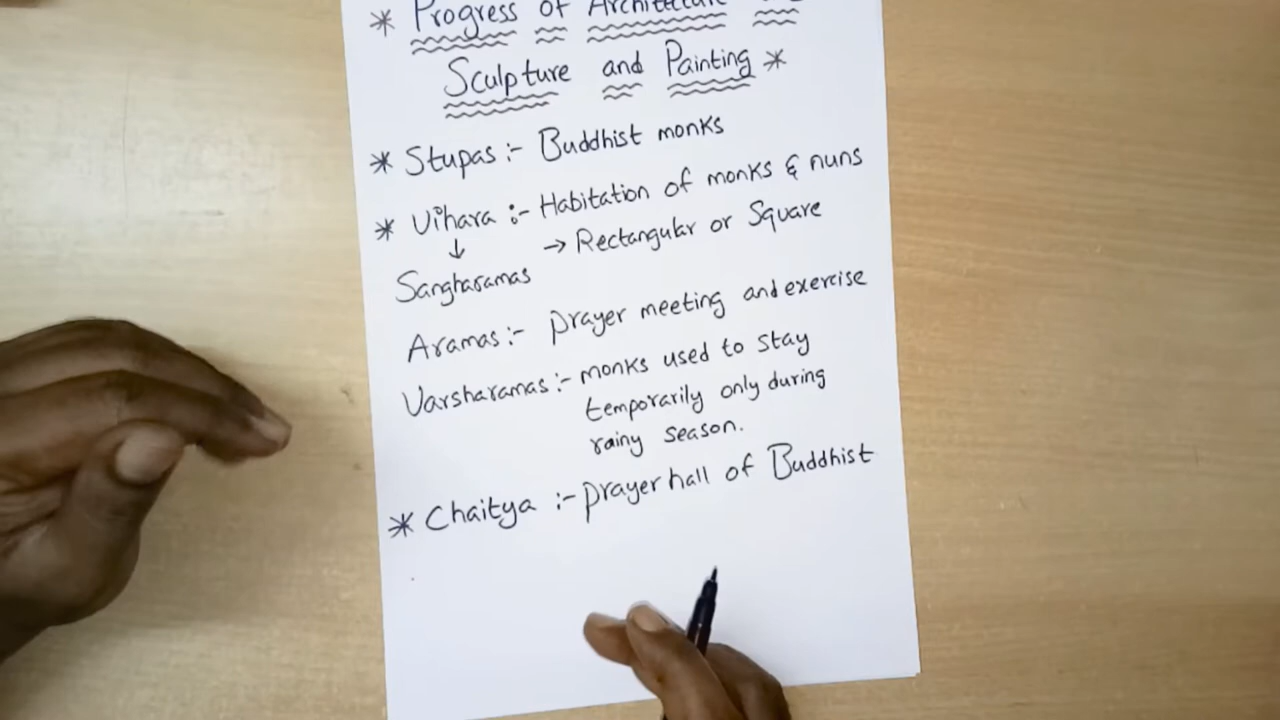 * Progress of Architecture
Sculpture and Painting *
* Stupas :- Buddhist monks
* Vihara :- Habitation of monks & nuns
↓ → Rectangular or Square
Sangharamas
Aramas :- prayer meeting and exercise
Varsharamas :- monks used to stay
temporarily only during
rainy season.
* Chaitya :- prayer hall of Buddhist